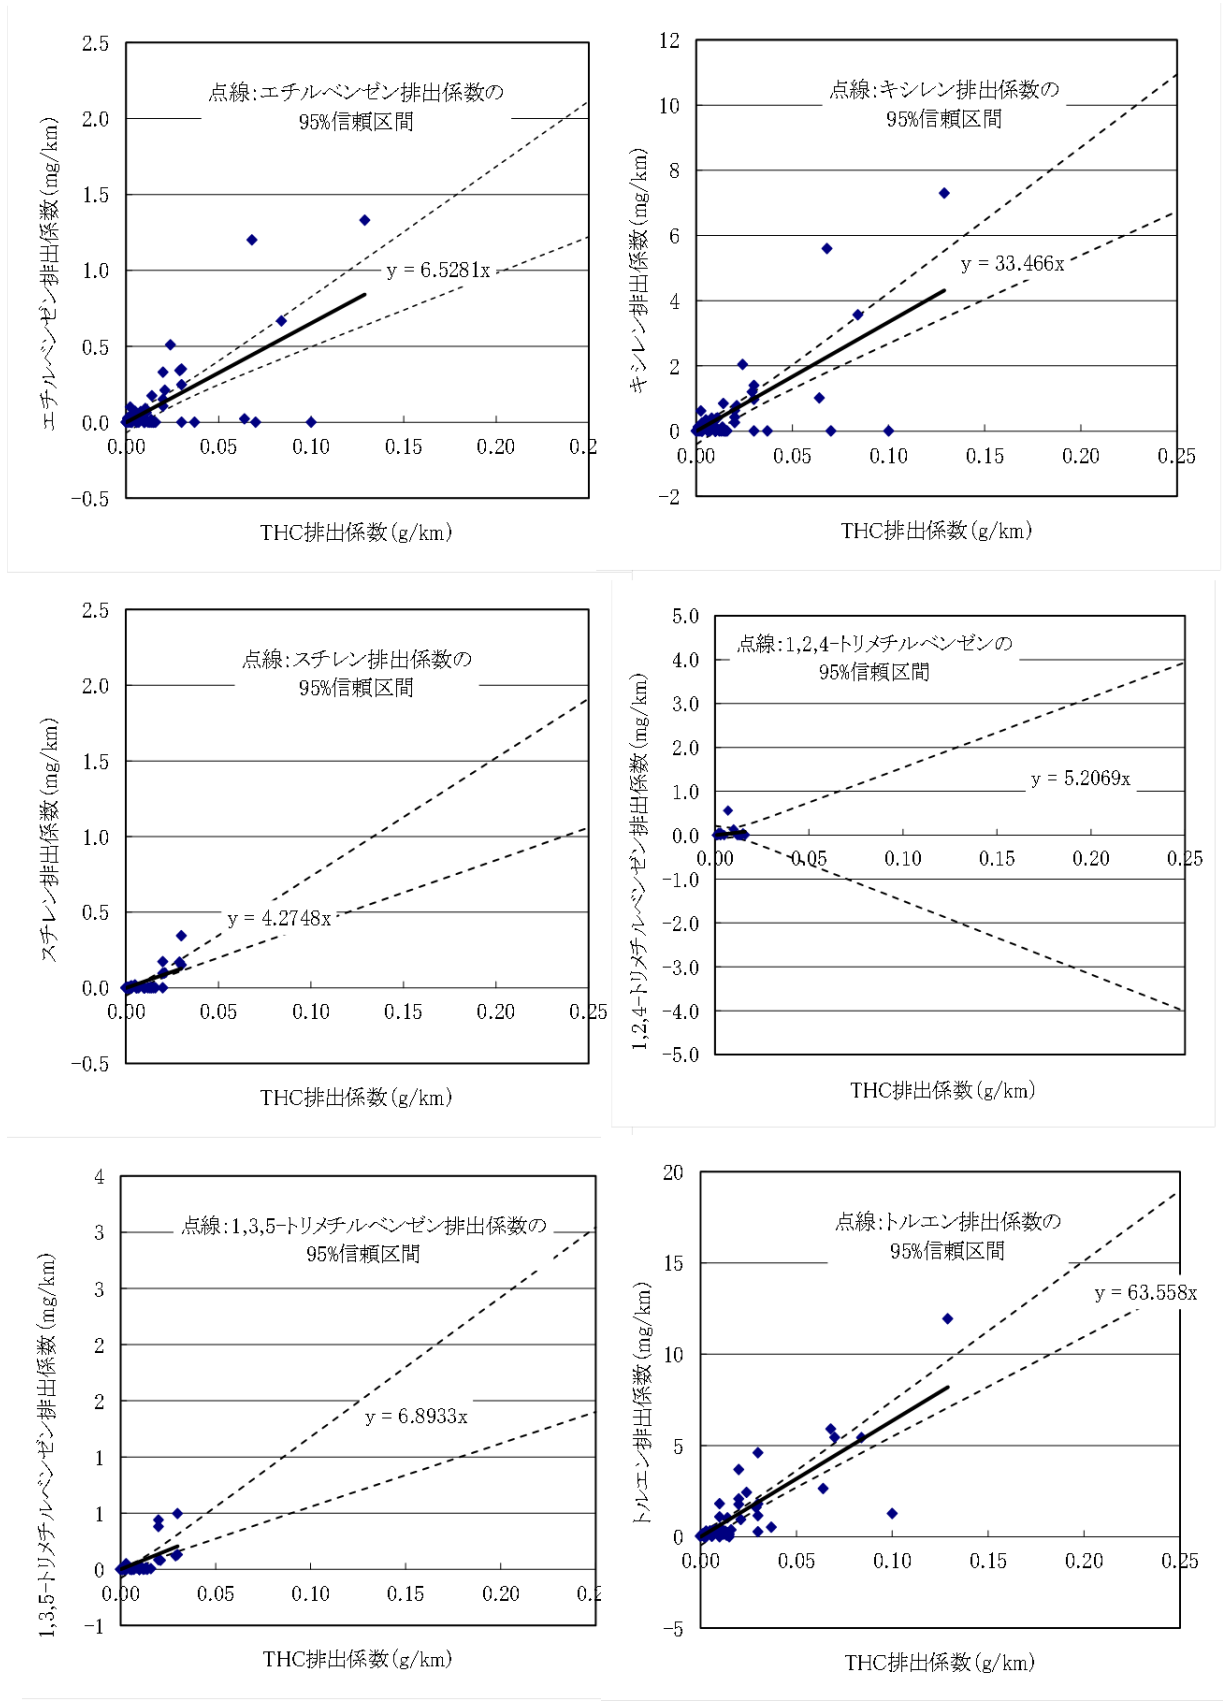 2.5
2.0
1.5
1.0
0.5
0.0
-0.5
エチルベンゼン排出係数(mg/km)
点線:エチルベンゼン排出係数の
95%信頼区間
y = 6.5281x
0.00 0.05 0.10 0.15 0.20 0.2
THC排出係数(g/km)
12
10
8
6
4
2
0
-2
キシレン排出係数(mg/km)
点線:キシレン排出係数の
95%信頼区間
y = 33.466x
0.00 0.05 0.10 0.15 0.20 0.25
THC排出係数(g/km)
2.5
2.0
1.5
1.0
0.5
0.0
-0.5
スチレン排出係数(mg/km)
点線:スチレン排出係数の
95%信頼区間
y = 4.2748x
0.00 0.05 0.10 0.15 0.20 0.25
THC排出係数(g/km)
5.0
4.0
3.0
2.0
1.0
0.0
-1.0
-2.0
-3.0
-4.0
-5.0
1,2,4-トリメチルベンゼン排出係数(mg/km)
点線:1,2,4-トリメチルベンゼンの
95%信頼区間
y = 5.2069x
0.00 0.05 0.10 0.15 0.20 0.25
THC排出係数(g/km)
4
3
3
2
2
1
1
0
-1
1,3,5-トリメチルベンゼン排出係数(mg/km)
点線:1,3,5-トリメチルベンゼン排出係数の
95%信頼区間
y = 6.8933x
0.00 0.05 0.10 0.15 0.20 0.2
THC排出係数(g/km)
20
15
10
5
0
-5
トルエン排出係数(mg/km)
点線:トルエン排出係数の
95%信頼区間
y = 63.558x
0.00 0.05 0.10 0.15 0.20 0.25
THC排出係数(g/km)